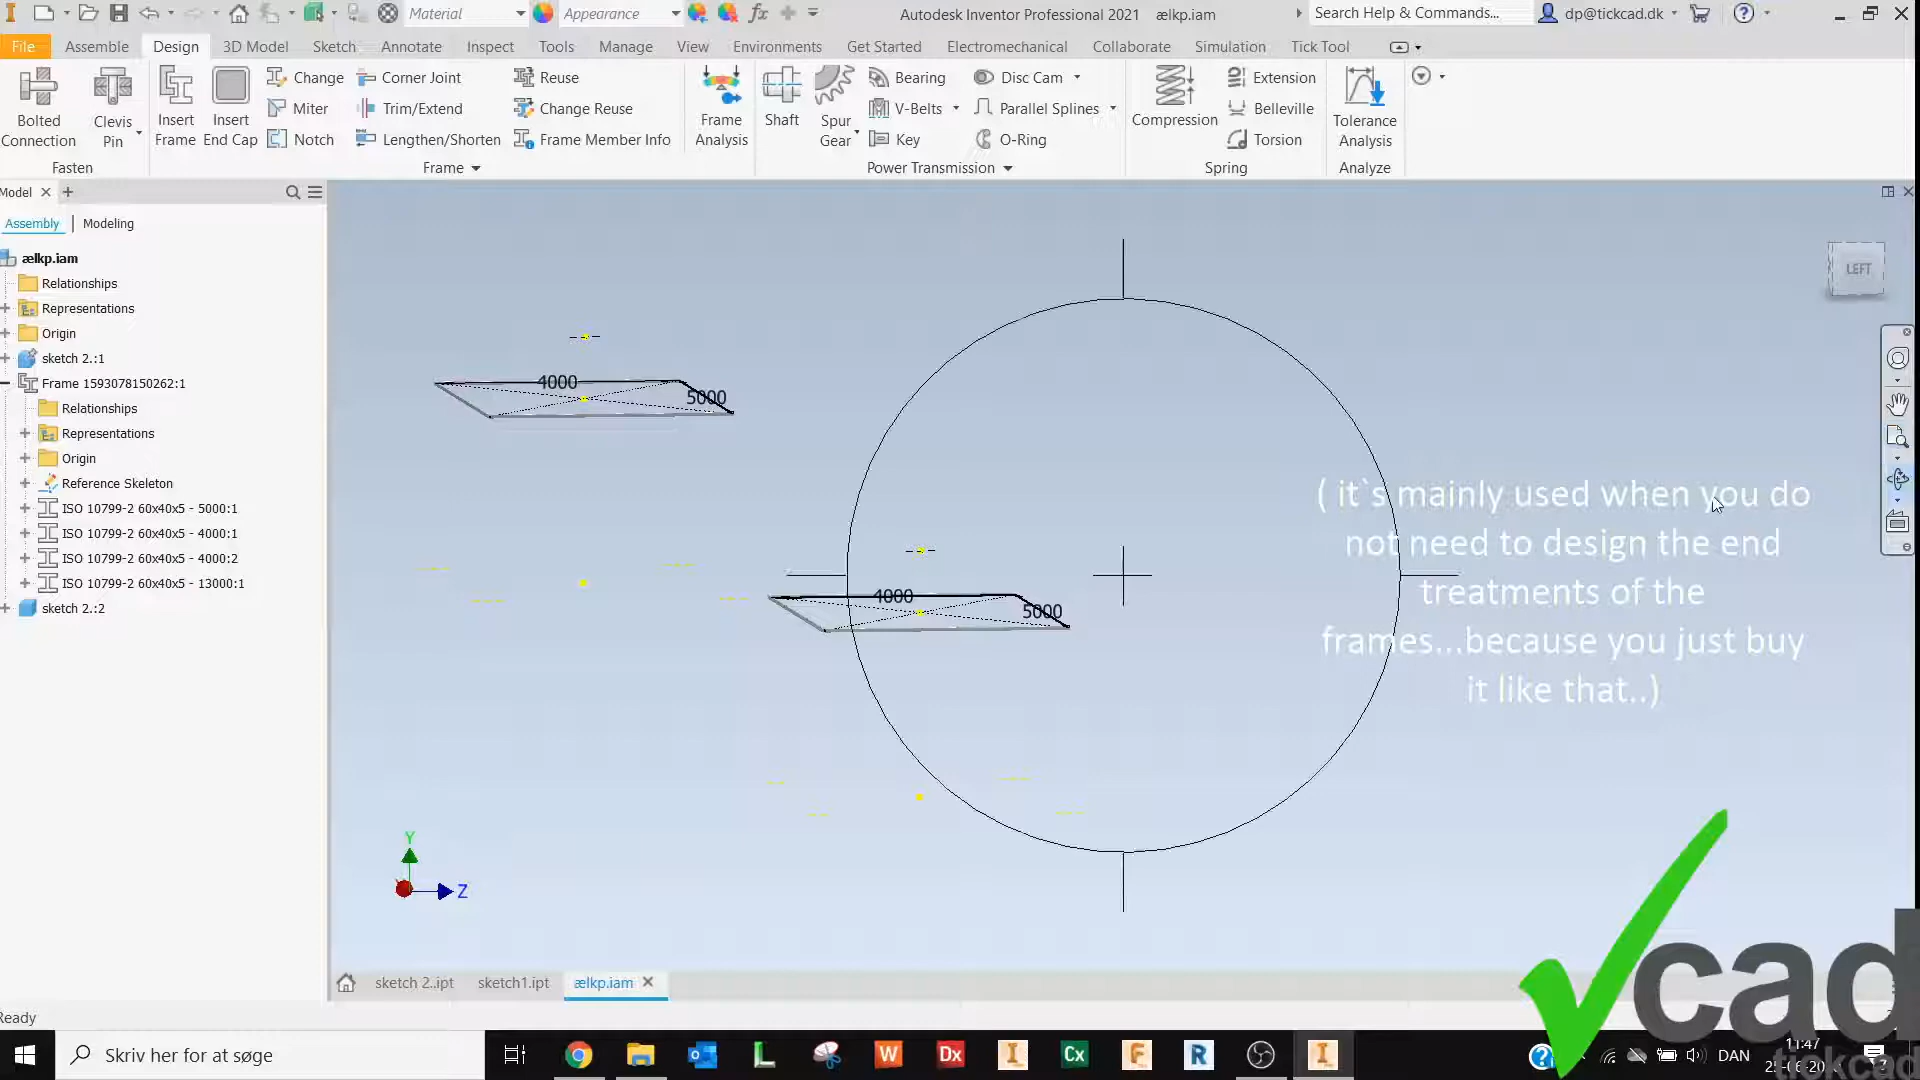 Material
Appearance
Autodesk Inventor Professional 2021 ælkp.iam
Search Help & Commands...
dp@tickcad.dk
File Assemble Design 3D Model Sketch Annotate Inspect Tools Manage View Environments Get Started Electromechanical Collaborate Simulation Tick Tool
Bolted Connection
Clevis Pin
Fasten
Insert Frame
Insert End Cap
Change
Miter
Notch
Corner Joint
Trim/Extend
Lengthen/Shorten
Reuse
Change Reuse
Frame Member Info
Frame
Frame Analysis
Shaft
Spur Gear
Bearing
V-Belts
Key
Disc Cam
Parallel Splines
O-Ring
Power Transmission
Compression
Extension
Belleville
Torsion
Spring
Tolerance Analysis
Analyze
Model
Assembly | Modeling
ælkp.iam
Relationships
Representations
Origin
sketch 2.:1
Frame 1593078150262:1
Relationships
Representations
Origin
Reference Skeleton
ISO 10799-2 60x40x5 - 5000:1
ISO 10799-2 60x40x5 - 4000:1
ISO 10799-2 60x40x5 - 4000:2
ISO 10799-2 60x40x5 - 13000:1
sketch 2.:2
4000
5000
4000
5000
LEFT
( it`s mainly used when you do
not need to design the end
treatments of the
frames...because you just buy
it like that..)
Y
Z
sketch 2..ipt sketch1.ipt ælkp.iam
Ready
cad
tickcad
Skriv her for at søge
DAN
11:47